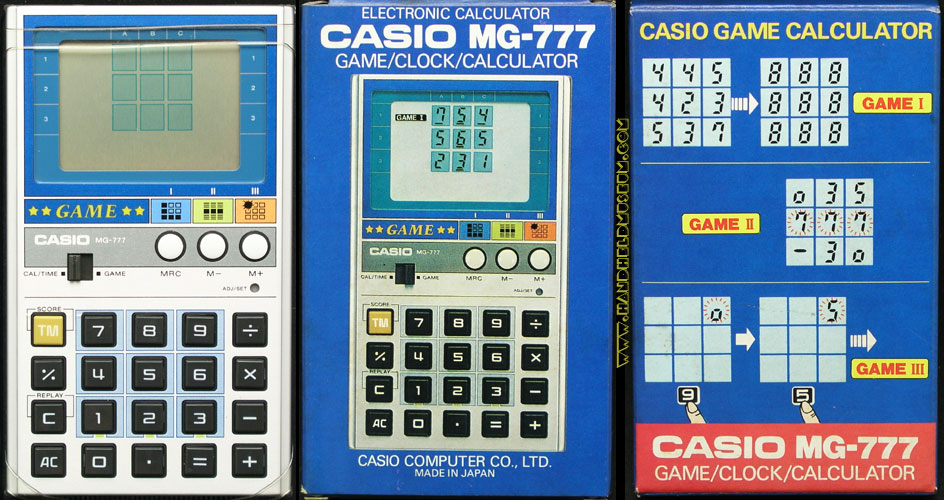 A B C
1 1
2 2
3 3
I II III
GAME
CASIO MG-777
CAL/TIME GAME
MRC M- M+
ADJ/SET
SCORE
TM 7 8 9 ÷
% 4 5 6 ×
REPLAY
C 1 2 3 −
AC 0 · = +
ELECTRONIC CALCULATOR
CASIO MG-777
GAME/CLOCK/CALCULATOR
A B C
GAME I 7 5 4
5 6 5
2 3 1
I II III
GAME
CASIO MG-777
CAL/TIME GAME
MRC M- M+
ADJ/SET
SCORE
TM 7 8 9 ÷
% 4 5 6 ×
REPLAY
C 1 2 3 −
AC 0 · = +
CASIO COMPUTER CO., LTD.
MADE IN JAPAN
WWW.HANDHELDMUSEUM.COM
CASIO GAME CALCULATOR
4 4 5 8 8 8
4 2 3 8 8 8 GAME I
5 3 7 8 8 8
o 3 5
GAME II 7 7 7
- 3 o
o 5
GAME III
9 5
CASIO MG-777
GAME/CLOCK/CALCULATOR